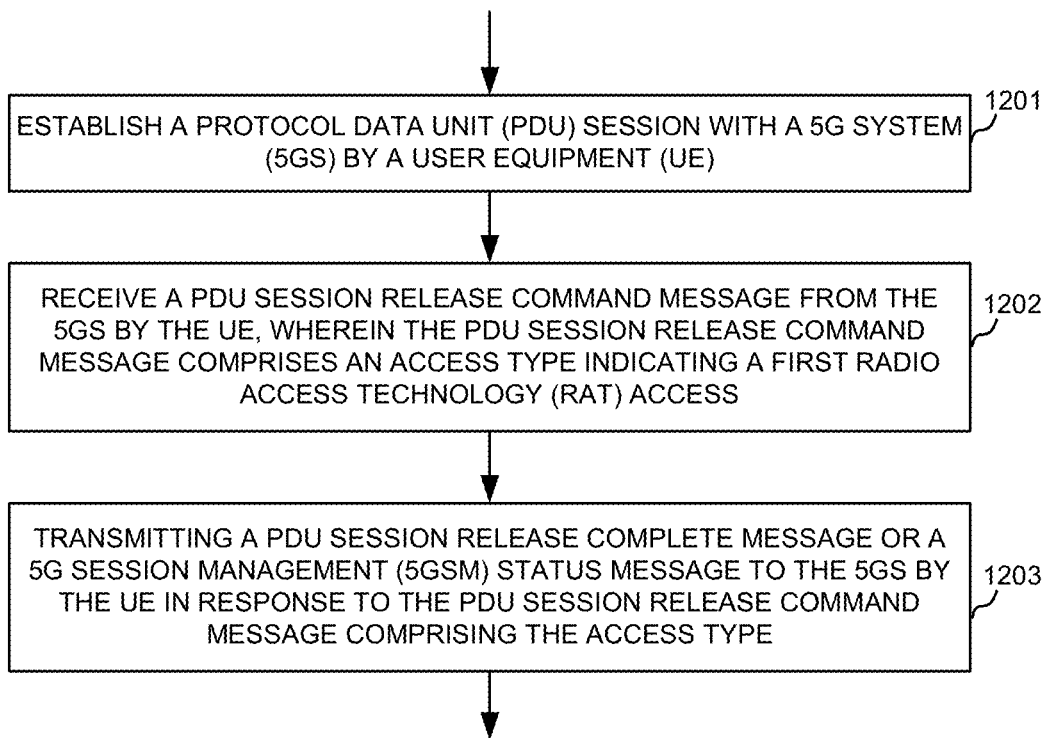 ESTABLISH A PROTOCOL DATA UNIT (PDU) SESSION WITH A 5G SYSTEM
(5GS) BY A USER EQUIPMENT (UE)
1201
RECEIVE A PDU SESSION RELEASE COMMAND MESSAGE FROM THE
5GS BY THE UE, WHEREIN THE PDU SESSION RELEASE COMMAND
MESSAGE COMPRISES AN ACCESS TYPE INDICATING A FIRST RADIO
ACCESS TECHNOLOGY (RAT) ACCESS
1202
TRANSMITTING A PDU SESSION RELEASE COMPLETE MESSAGE OR A
5G SESSION MANAGEMENT (5GSM) STATUS MESSAGE TO THE 5GS BY
THE UE IN RESPONSE TO THE PDU SESSION RELEASE COMMAND
MESSAGE COMPRISING THE ACCESS TYPE
1203